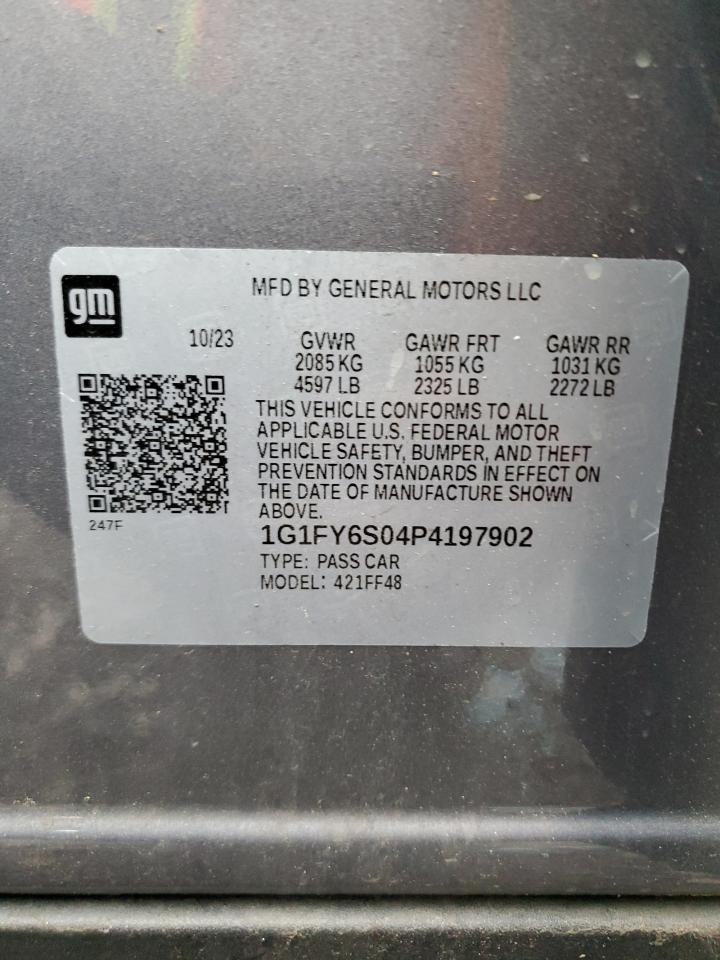 gm
MFD BY GENERAL MOTORS LLC
10/23 GVWR GAWR FRT GAWR RR
2085 KG 1055 KG 1031 KG
4597 LB 2325 LB 2272 LB
THIS VEHICLE CONFORMS TO ALL
APPLICABLE U.S. FEDERAL MOTOR
VEHICLE SAFETY, BUMPER, AND THEFT
PREVENTION STANDARDS IN EFFECT ON
THE DATE OF MANUFACTURE SHOWN
ABOVE.
247F
1G1FY6S04P4197902
TYPE: PASS CAR
MODEL: 421FF48